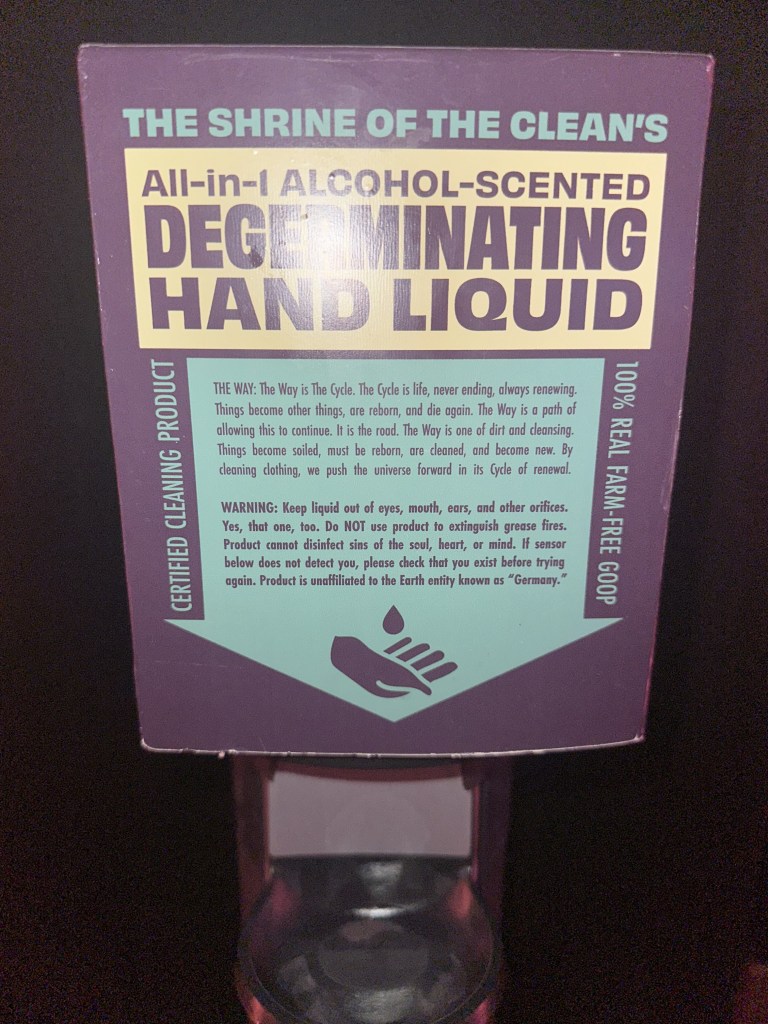 THE SHRINE OF THE CLEAN'S
All-in-1 ALCOHOL-SCENTED
DEGERMINATING
HAND LIQUID
CERTIFIED CLEANING PRODUCT
THE WAY: The Way is The Cycle. The Cycle is life, never ending, always renewing.
Things become other things, are reborn, and die again. The Way is a path of
allowing this to continue. It is the road. The Way is one of dirt and cleansing.
Things become soiled, must be reborn, are cleaned, and become new. By
cleaning clothing, we push the universe forward in its Cycle of renewal.
WARNING: Keep liquid out of eyes, mouth, ears, and other orifices.
Yes, that one, too. Do NOT use product to extinguish grease fires.
Product cannot disinfect sins of the soul, heart, or mind. If sensor
below does not detect you, please check that you exist before trying
again. Product is unaffiliated to the Earth entity known as “Germany.”
100% REAL FARM-FREE GOOP